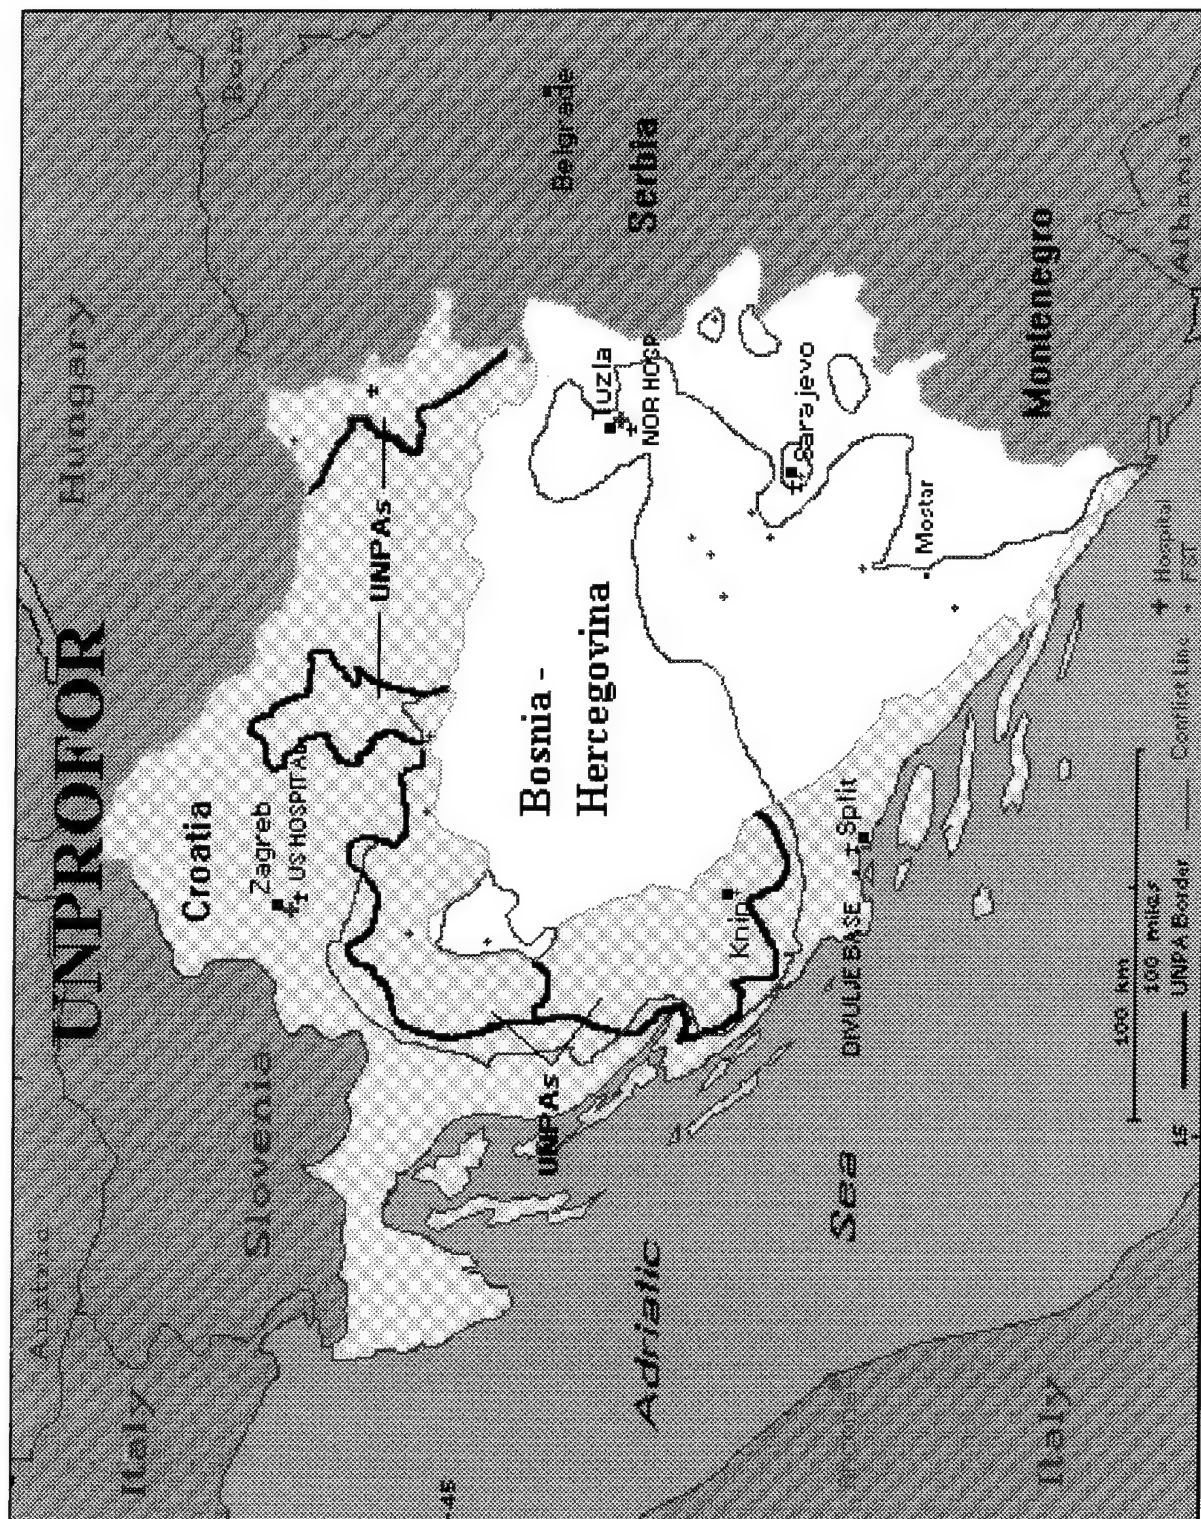 UNPROFOR
Austria
Hungary
Italy
Slovenia
Croatia
Zagreb
US HOSPITAL
UNPAs
Belgrade
Serbia
Bosnia -
Hercegovina
Tuzla
NOR HOSP
UNPAs
Knin
Sarajevo
Mostar
Adriatic
Sea
DIVULJE BASE
Split
Montenegro
Albania
Italy
45
15
100 km
100 miles
UNPA Border
Conflict Line
Hospital
FST